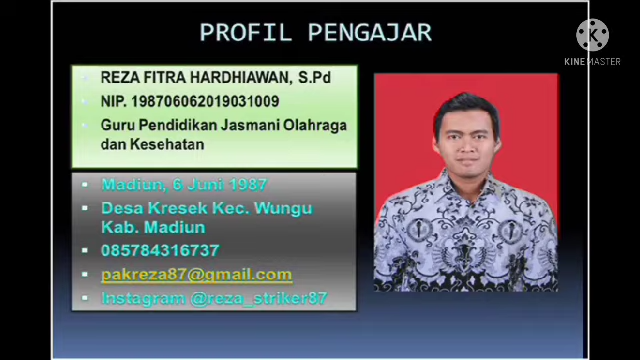 PROFIL PENGAJAR
KINEMASTER
REZA FITRA HARDHIAWAN, S.Pd
NIP. 198706062019031009
Guru Pendidikan Jasmani Olahraga
dan Kesehatan
Madiun, 6 Juni 1987
Desa Kresek Kec. Wungu
Kab. Madiun
085784316737
pakreza87@gmail.com
Instagram @reza_striker87